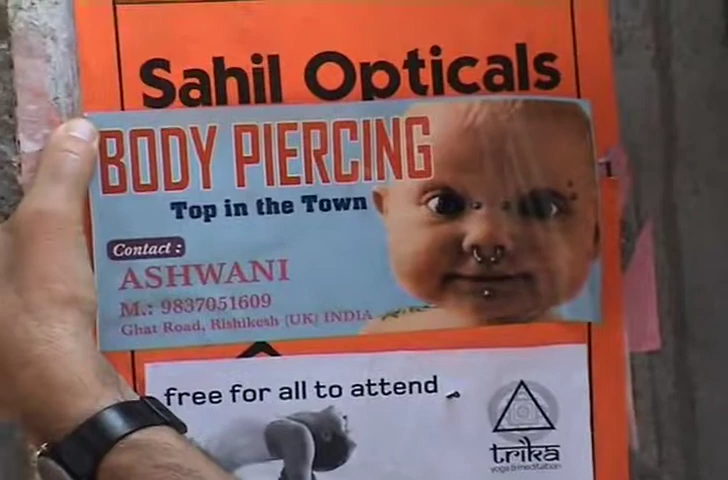 Sahil Opticals
BODY PIERCING
Top in the Town
Contact :
ASHWANI
M.: 9837051609
Ghat Road, Rishikesh (UK) INDIA
free for all to attend
trika
yoga & meditation